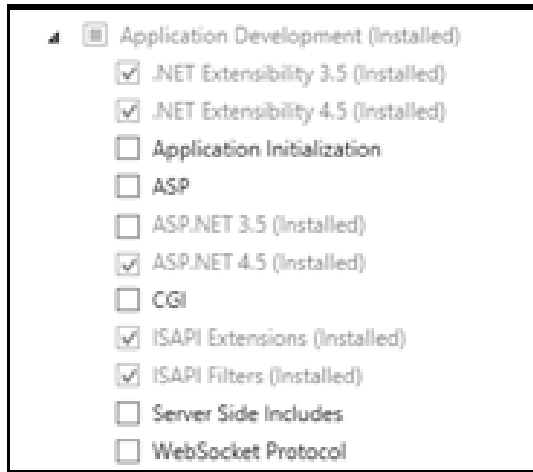 Application Development (Installed)
.NET Extensibility 3.5 (Installed)
.NET Extensibility 4.5 (Installed)
Application Initialization
ASP
ASP.NET 3.5 (Installed)
ASP.NET 4.5 (Installed)
CGI
ISAPI Extensions (Installed)
ISAPI Filters (Installed)
Server Side Includes
WebSocket Protocol